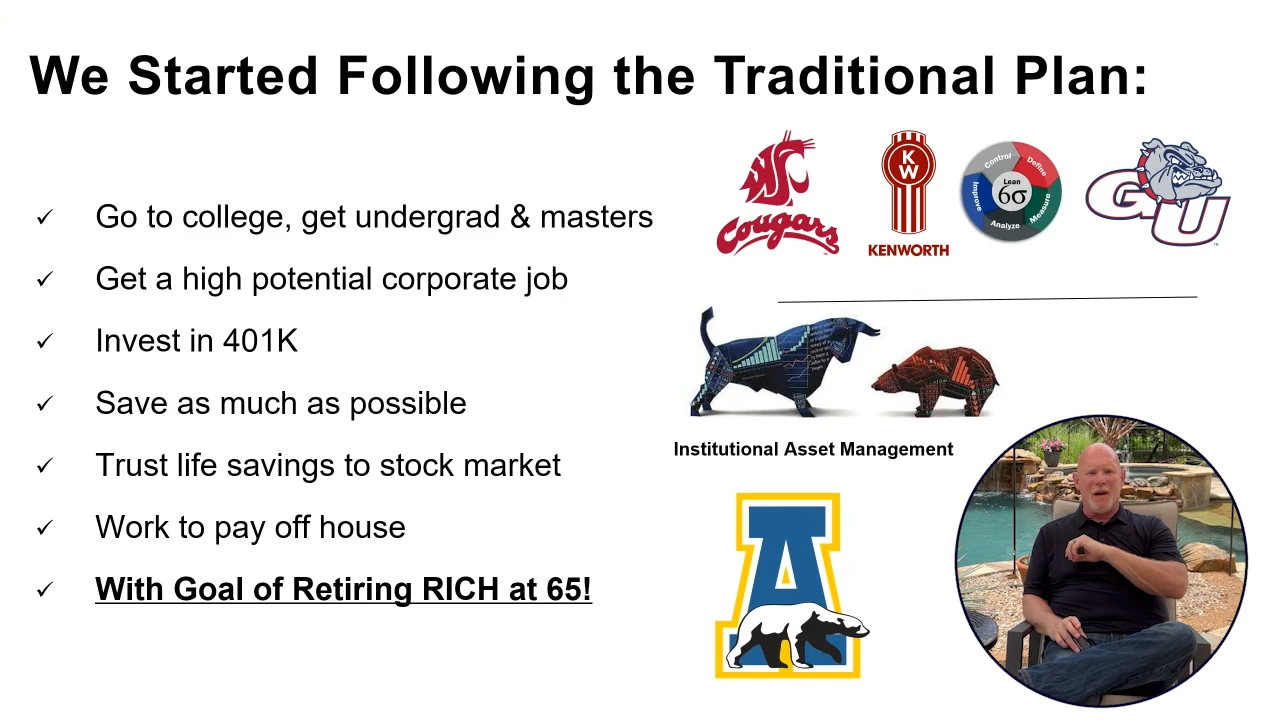 We Started Following the Traditional Plan:
✓ Go to college, get undergrad & masters
✓ Get a high potential corporate job
✓ Invest in 401K
✓ Save as much as possible
✓ Trust life savings to stock market
✓ Work to pay off house
✓ With Goal of Retiring RICH at 65!
WSC
Cougars
KW
KENWORTH
Control
Define
Measure
Analyze
Improve
Lean
6σ
GU
Institutional Asset Management
A